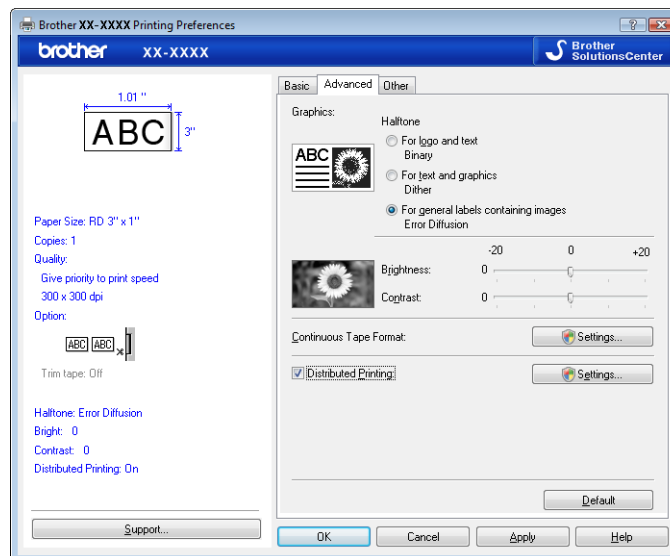 Brother XX-XXXX Printing Preferences
brother XX-XXXX
Brother
SolutionsCenter
1.01 "
ABC
3"
Paper Size: RD 3" x 1"
Copies: 1
Quality:
Give priority to print speed
300 x 300 dpi
Option:
ABC ABC
Trim tape: Off
Halftone: Error Diffusion
Bright: 0
Contrast: 0
Distributed Printing: On
Support...
Basic Advanced Other
Graphics:
ABC
Halftone
For logo and text
Binary
For text and graphics
Dither
For general labels containing images
Error Diffusion
-20 0 +20
Brightness: 0
Contrast: 0
Continuous Tape Format: Settings...
Distributed Printing: Settings...
Default
OK Cancel Apply Help